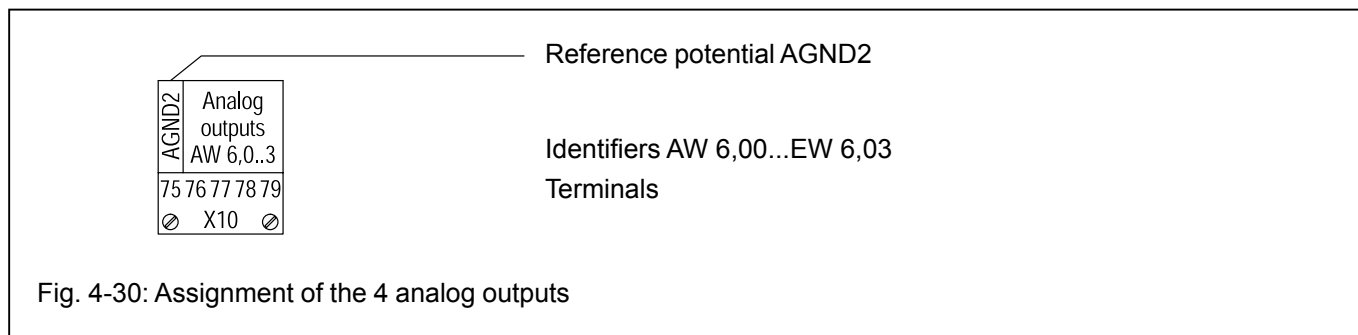 Reference potential AGND2
AGND2
Analog
outputs
AW 6,0..3
Identifiers AW 6,00...EW 6,03
75 76 77 78 79
Terminals
X10
Fig. 4-30: Assignment of the 4 analog outputs